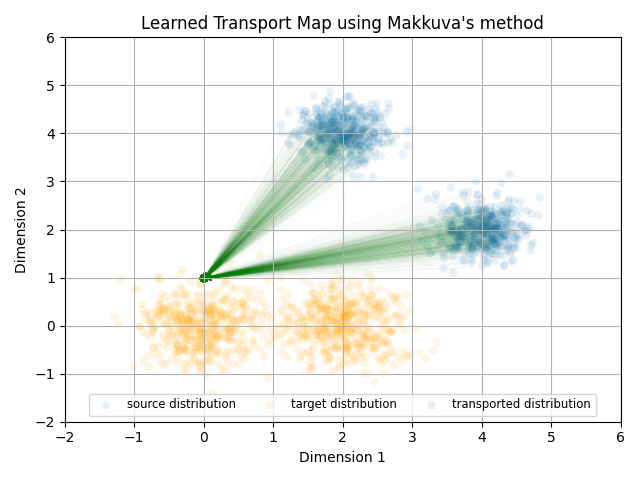 Learned Transport Map using Makkuva's method
6
5
4
3
2
1
0
−1
−2
Dimension 2
source distribution target distribution transported distribution
−2 −1 0 1 2 3 4 5 6
Dimension 1